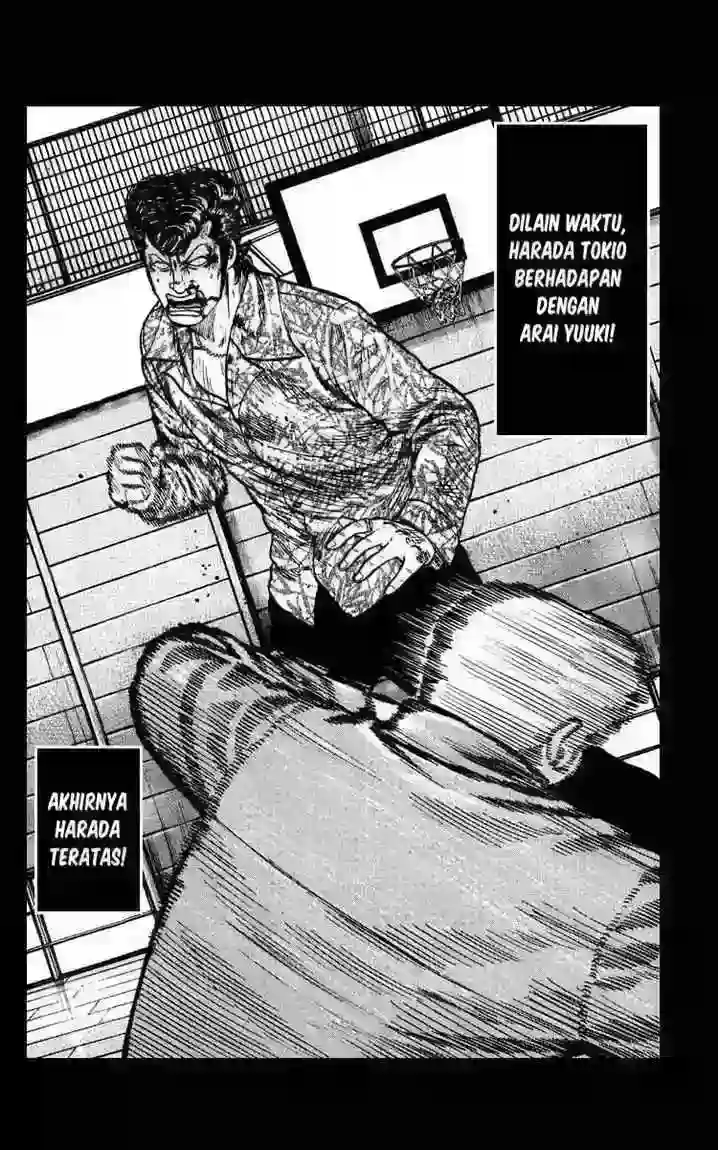 DILAIN WAKTU,
HARADA TOKIO
BERHADAPAN
DENGAN
ARAI YUUKI!
AKHIRNYA
HARADA
TERATAS!